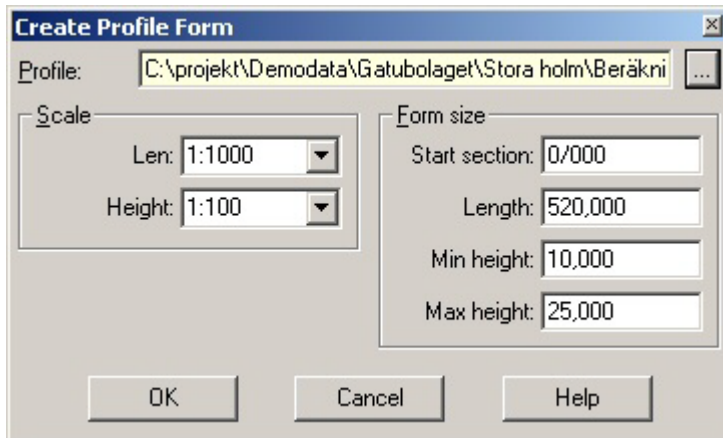 Create Profile Form
Profile: C:\projekt\Demodata\Gatubolaget\Stora holm\Beräkni ...
Scale
Len: 1:1000
Height: 1:100
Form size
Start section: 0/000
Length: 520,000
Min height: 10,000
Max height: 25,000
OK Cancel Help